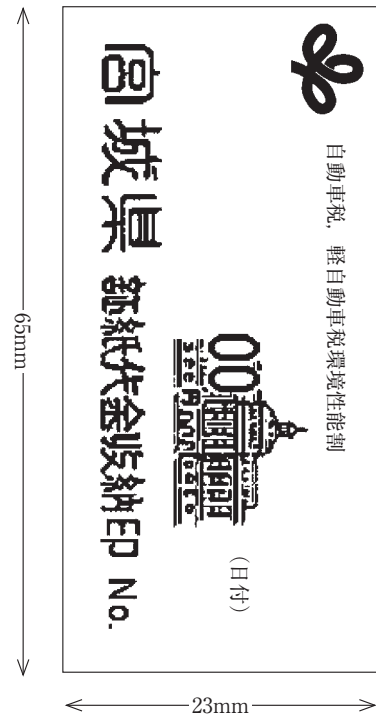 自動車税,　軽自動車税環境性能割
00
（日付）
宮城県 証紙代金収納印 No.
65mm
23mm